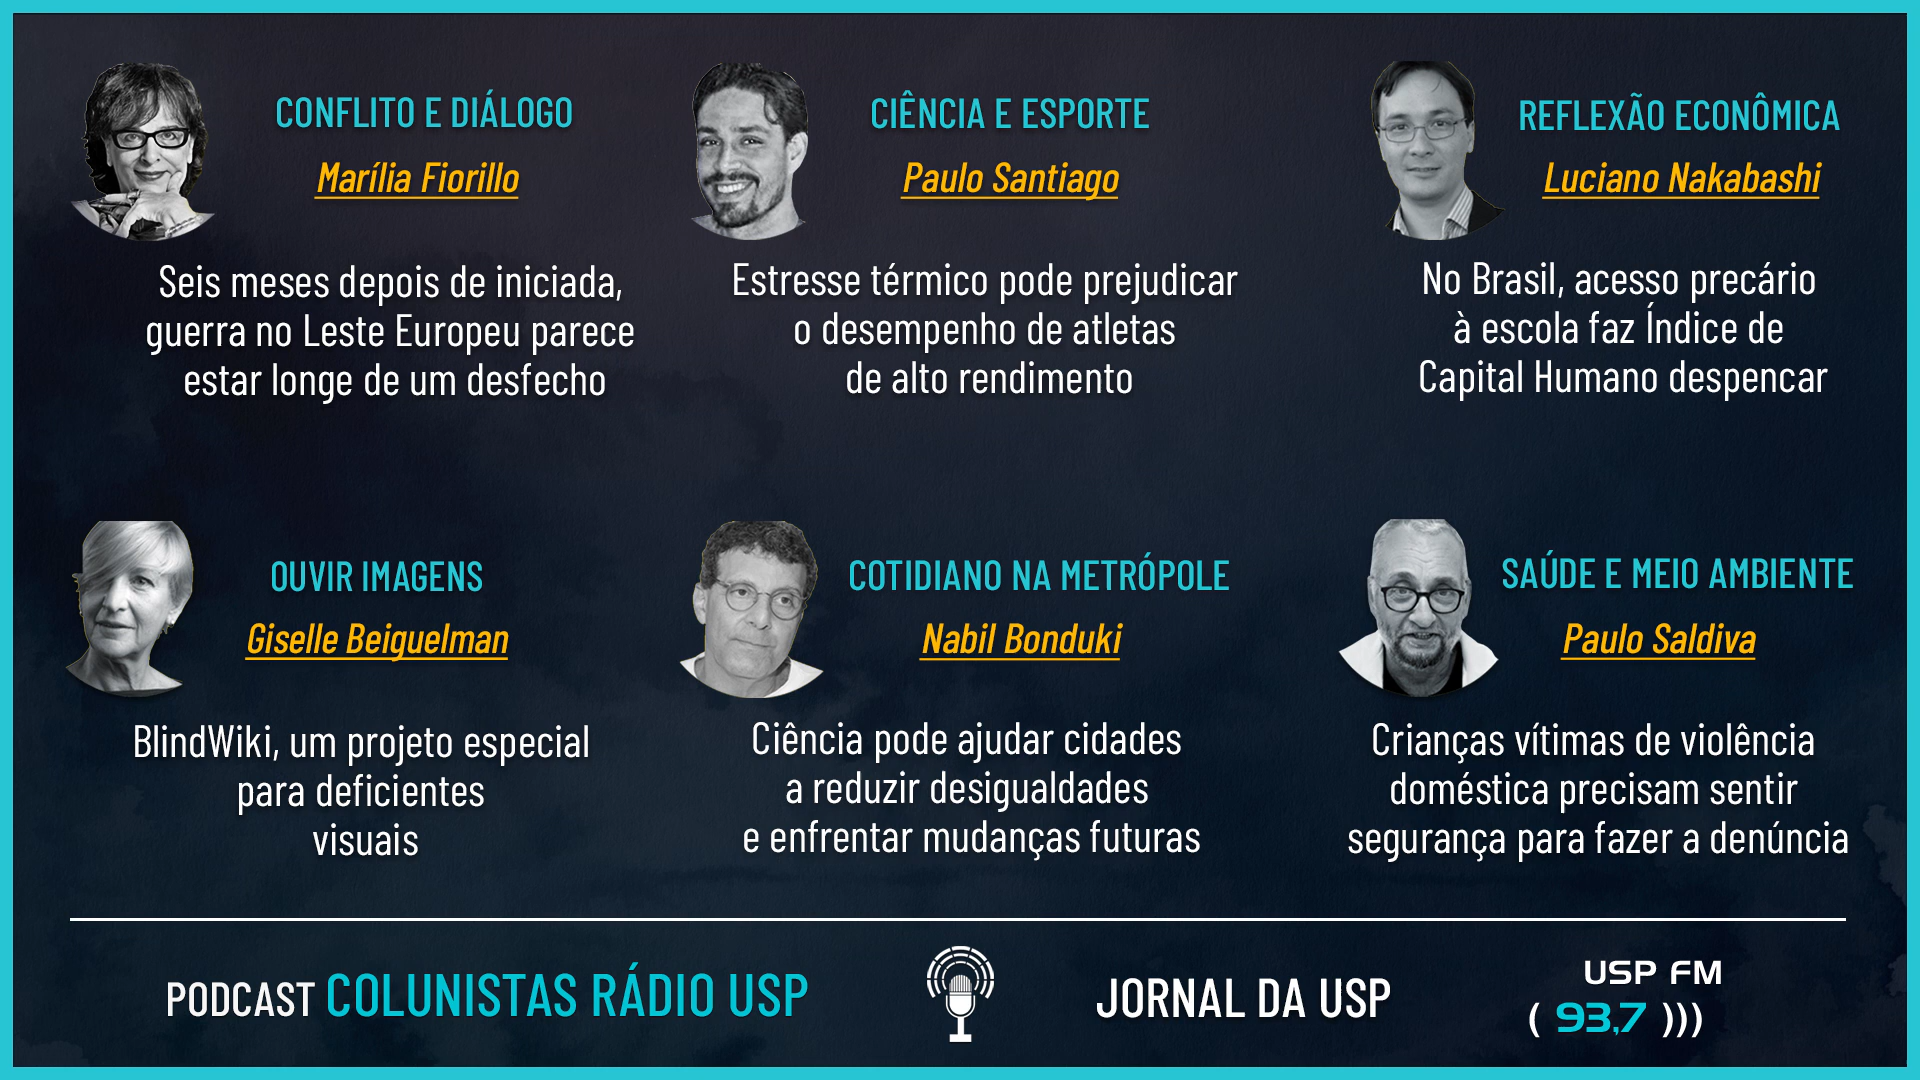 CONFLITO E DIÁLOGO
Marília Fiorillo
Seis meses depois de iniciada,
guerra no Leste Europeu parece
estar longe de um desfecho
CIÊNCIA E ESPORTE
Paulo Santiago
Estresse térmico pode prejudicar
o desempenho de atletas
de alto rendimento
REFLEXÃO ECONÔMICA
Luciano Nakabashi
No Brasil, acesso precário
à escola faz Índice de
Capital Humano despencar
OUVIR IMAGENS
Giselle Beiguelman
BlindWiki, um projeto especial
para deficientes
visuais
COTIDIANO NA METRÓPOLE
Nabil Bonduki
Ciência pode ajudar cidades
a reduzir desigualdades
e enfrentar mudanças futuras
SAÚDE E MEIO AMBIENTE
Paulo Saldiva
Crianças vítimas de violência
doméstica precisam sentir
segurança para fazer a denúncia
PODCAST COLUNISTAS RÁDIO USP
JORNAL DA USP
USP FM
( 93,7 )))